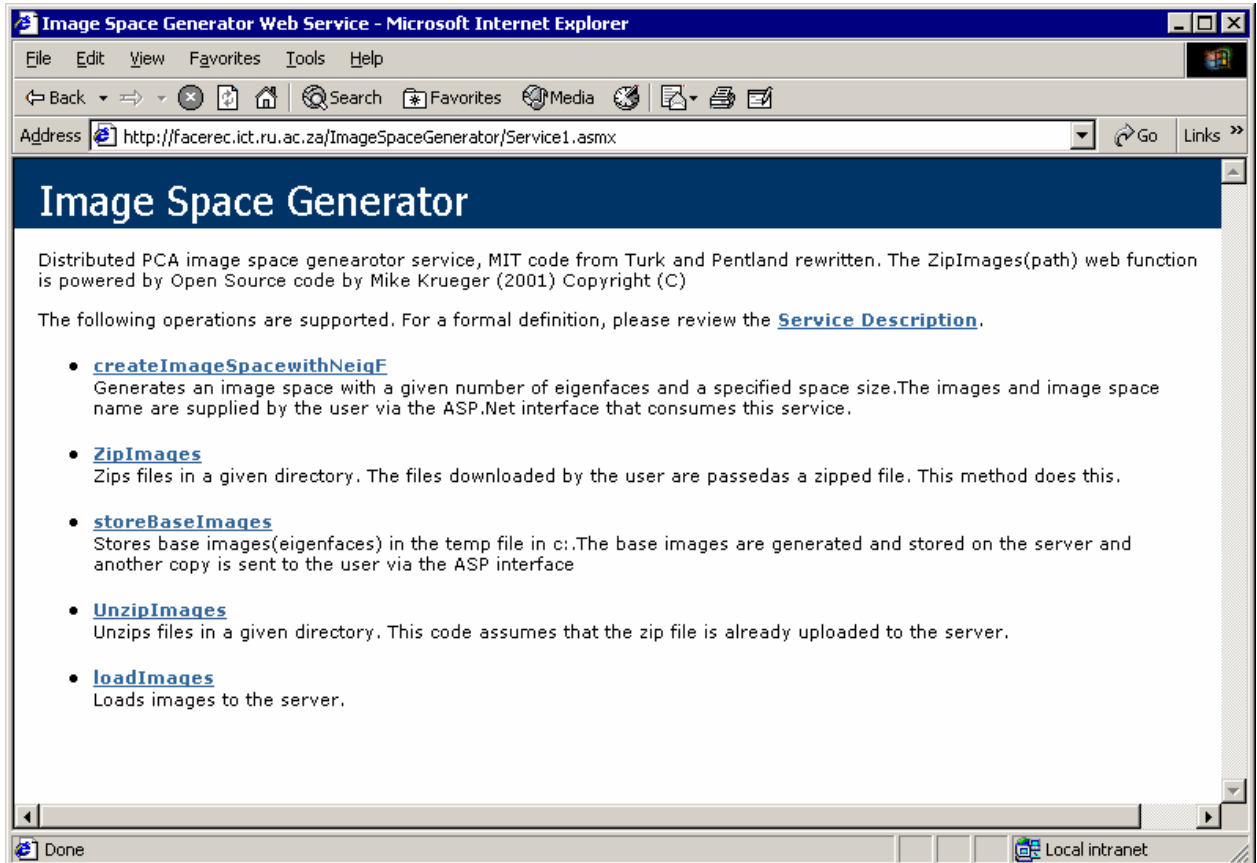 Image Space Generator Web Service - Microsoft Internet Explorer
File Edit View Favorites Tools Help
Back Search Favorites Media
Address http://facerec.ict.ru.ac.za/ImageSpaceGenerator/Service1.asmx Go Links »
Image Space Generator
Distributed PCA image space genearotor service, MIT code from Turk and Pentland rewritten. The ZipImages(path) web function
is powered by Open Source code by Mike Krueger (2001) Copyright (C)
The following operations are supported. For a formal definition, please review the Service Description.
• createImageSpacewithNeigF
Generates an image space with a given number of eigenfaces and a specified space size.The images and image space
name are supplied by the user via the ASP.Net interface that consumes this service.
• ZipImages
Zips files in a given directory. The files downloaded by the user are passedas a zipped file. This method does this.
• storeBaseImages
Stores base images(eigenfaces) in the temp file in c:.The base images are generated and stored on the server and
another copy is sent to the user via the ASP interface
• UnzipImages
Unzips files in a given directory. This code assumes that the zip file is already uploaded to the server.
• loadImages
Loads images to the server.
Done Local intranet